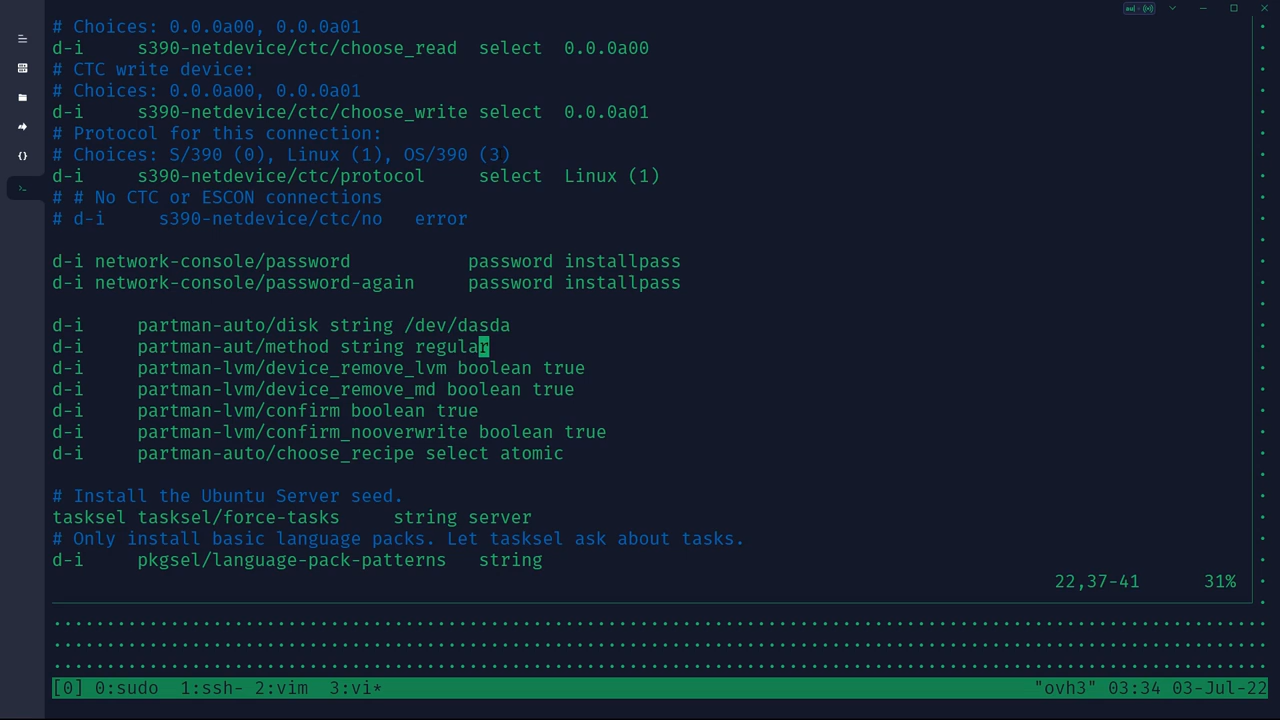 # Choices: 0.0.0a00, 0.0.0a01
d-i     s390-netdevice/ctc/choose_read  select  0.0.0a00
# CTC write device:
# Choices: 0.0.0a00, 0.0.0a01
d-i     s390-netdevice/ctc/choose_write select  0.0.0a01
# Protocol for this connection:
# Choices: S/390 (0), Linux (1), OS/390 (3)
d-i     s390-netdevice/ctc/protocol     select  Linux (1)
# # No CTC or ESCON connections
# d-i     s390-netdevice/ctc/no   error
d-i network-console/password           password installpass
d-i network-console/password-again     password installpass
d-i     partman-auto/disk string /dev/dasda
d-i     partman-aut/method string regular
d-i     partman-lvm/device_remove_lvm boolean true
d-i     partman-lvm/device_remove_md boolean true
d-i     partman-lvm/confirm boolean true
d-i     partman-lvm/confirm_nooverwrite boolean true
d-i     partman-auto/choose_recipe select atomic
# Install the Ubuntu Server seed.
tasksel tasksel/force-tasks     string server
# Only install basic language packs. Let tasksel ask about tasks.
d-i     pkgsel/language-pack-patterns   string
22,37-41      31%
[0] 0:sudo  1:ssh- 2:vim  3:vi*
"ovh3" 03:34 03-Jul-22